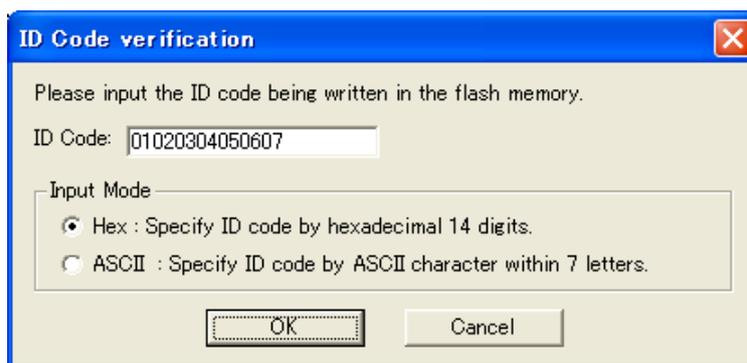 ID Code verification
Please input the ID code being written in the flash memory.
ID Code: 01020304050607
Input Mode
Hex : Specify ID code by hexadecimal 14 digits.
ASCII : Specify ID code by ASCII character within 7 letters.
OK Cancel